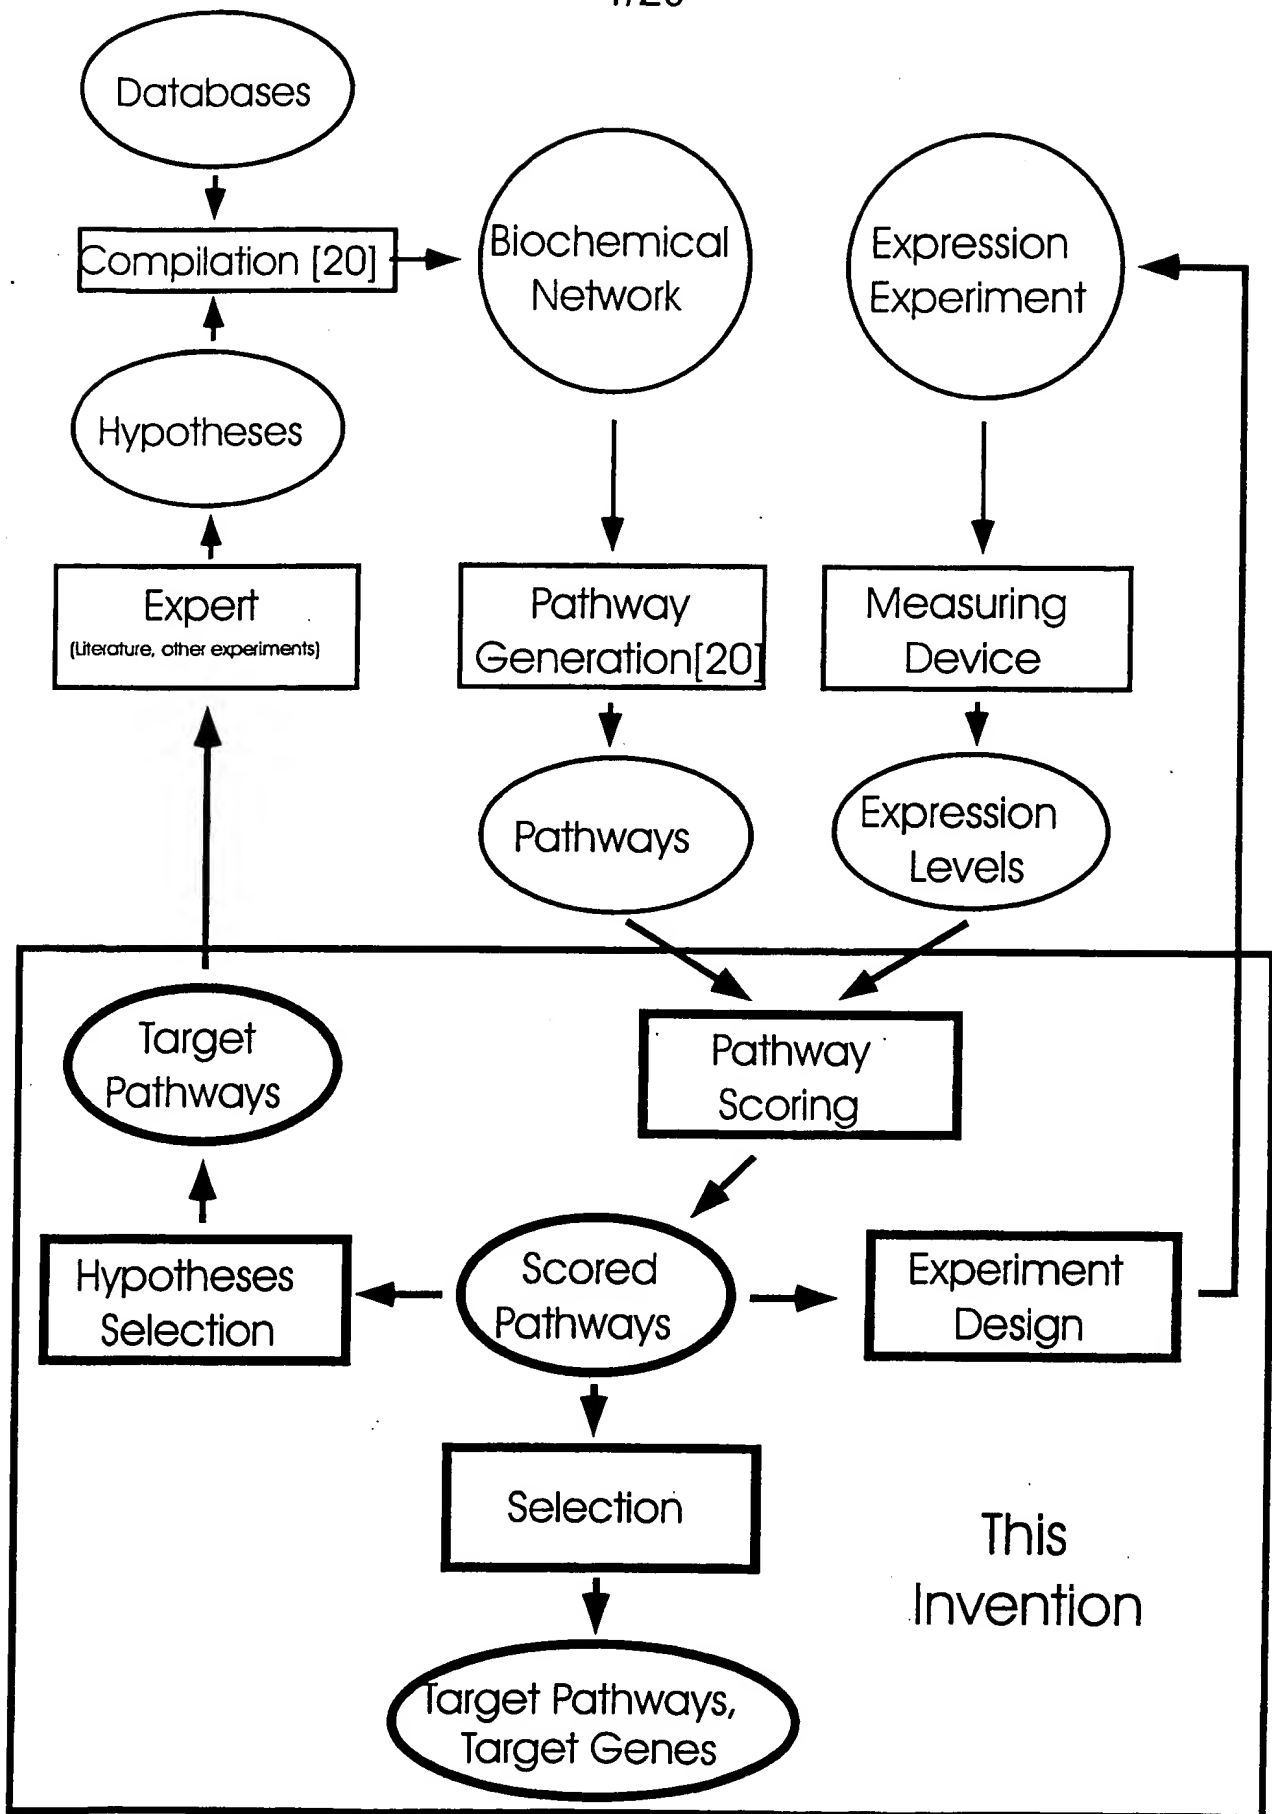 Databases
Compilation [20]
Biochemical
Network
Expression
Experiment
Hypotheses
Expert
(Literature, other experiments)
Pathway
Generation[20]
Measuring
Device
Pathways
Expression
Levels
Target
Pathways
Pathway
Scoring
Hypotheses
Selection
Scored
Pathways
Experiment
Design
Selection
This
Invention
Target Pathways,
Target Genes